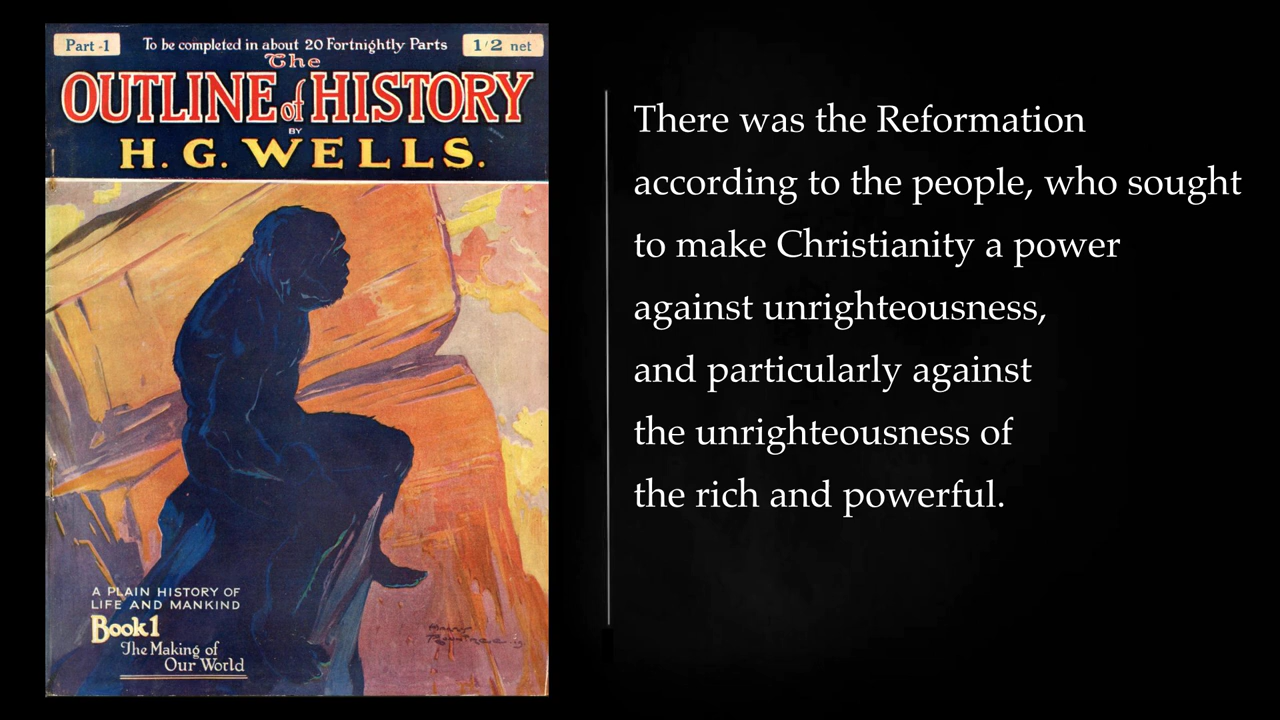 Part -1
To be completed in about 20 Fortnightly Parts
1/2 net
The
OUTLINE of HISTORY
BY
H. G. WELLS.
A PLAIN HISTORY OF
LIFE AND MANKIND
Book 1
The Making of
Our World
There was the Reformation
according to the people, who sought
to make Christianity a power
against unrighteousness,
and particularly against
the unrighteousness of
the rich and powerful.